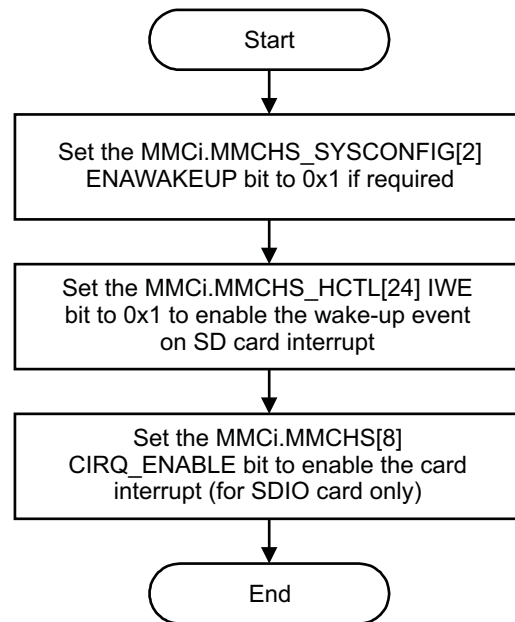 Start
Set the MMCi.MMCHS_SYSCONFIG[2]
ENAWAKEUP bit to 0x1 if required
Set the MMCi.MMCHS_HCTL[24] IWE
bit to 0x1 to enable the wake-up event
on SD card interrupt
Set the MMCi.MMCHS[8]
CIRQ_ENABLE bit to enable the card
interrupt (for SDIO card only)
End